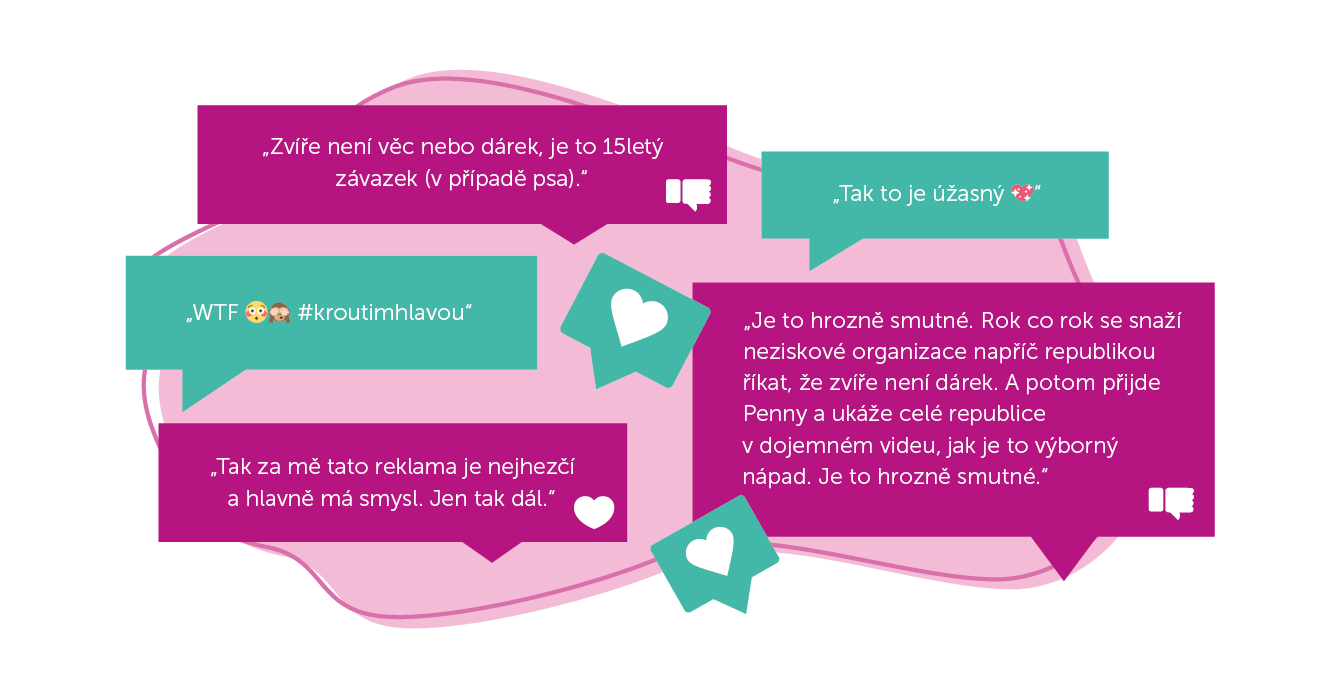 „Zvíře není věc nebo dárek, je to 15letý
závazek (v případě psa).“
„Tak to je úžasný 💖“
„WTF 😳🙈 #kroutimhlavou“
„Je to hrozně smutné. Rok co rok se snaží
neziskové organizace napříč republikou
říkat, že zvíře není dárek. A potom přijde
Penny a ukáže celé republice
v dojemném videu, jak je to výborný
nápad. Je to hrozně smutné.“
„Tak za mě tato reklama je nejhezčí
a hlavně má smysl. Jen tak dál.“